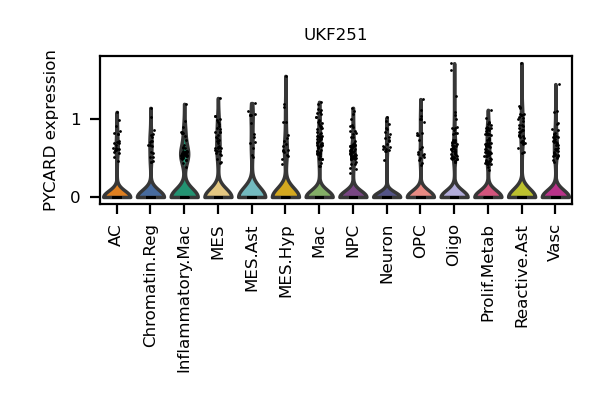 UKF251
PYCARD expression
1
0
AC
Chromatin.Reg
Inflammatory.Mac
MES
MES.Ast
MES.Hyp
Mac
NPC
Neuron
OPC
Oligo
Prolif.Metab
Reactive.Ast
Vasc